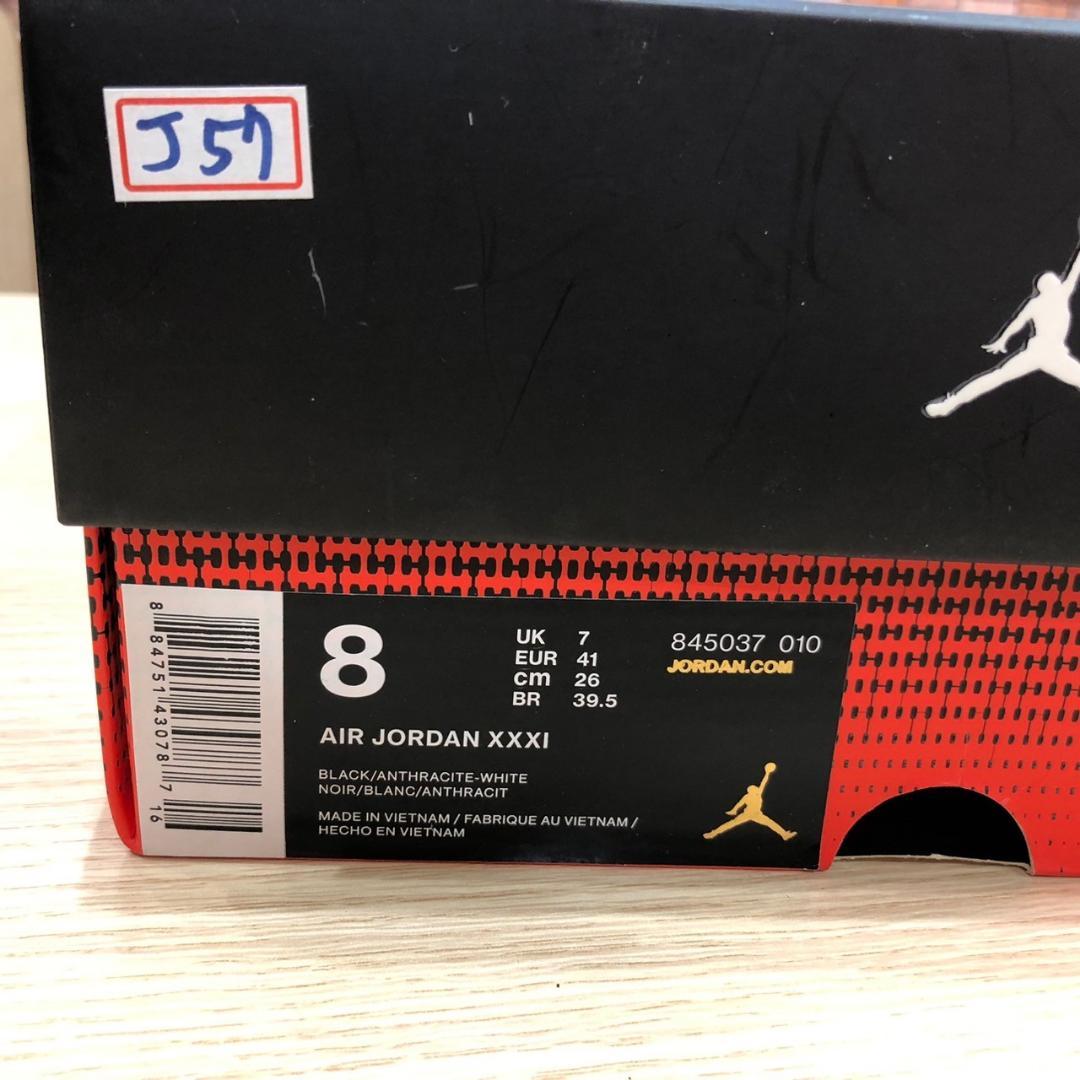 J 57
8
UK 7
EUR 41
cm 26
BR 39.5
845037 010
JORDAN.COM
AIR JORDAN XXXI
BLACK/ANTHRACITE-WHITE
NOIR/BLANC/ANTHRACIT
MADE IN VIETNAM / FABRIQUE AU VIETNAM /
HECHO EN VIETNAM
8 84751 43078 7 16